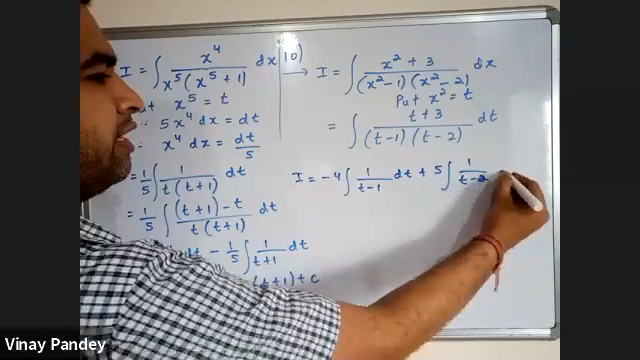 I = ∫ x⁴ / x⁵(x⁵+1) dx
x⁵ = t
5x⁴ dx = dt
x⁴ dx = dt/5
= 1/5 ∫ 1 / t(t+1) dt
= 1/5 ∫ (t+1) - t / t(t+1) dt
dt - 1/5 ∫ 1 / t+1 dt
(t+1) + c
10)
→ I = ∫ x² + 3 / (x²-1)(x²-2) dx
Put x² = t
= ∫ t+3 / (t-1)(t-2) dt
I = -4 ∫ 1 / t-1 dt + 5 ∫ 1 / t-2
Vinay Pandey